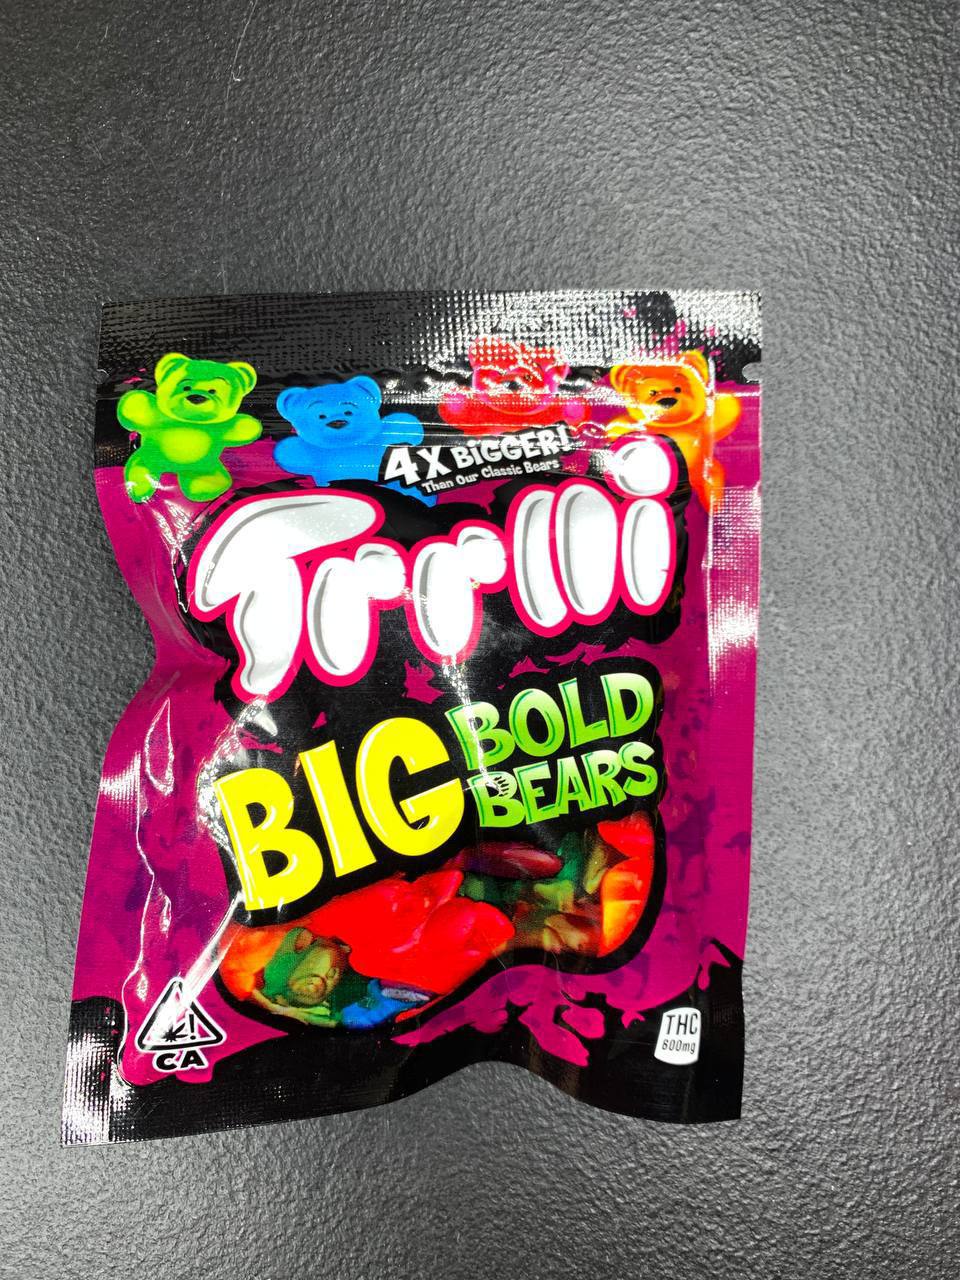 4X BiGGER!
Than Our Classic Bears
Trrlli
BIG BOLD
BEARS
!
CA
THC
600mg